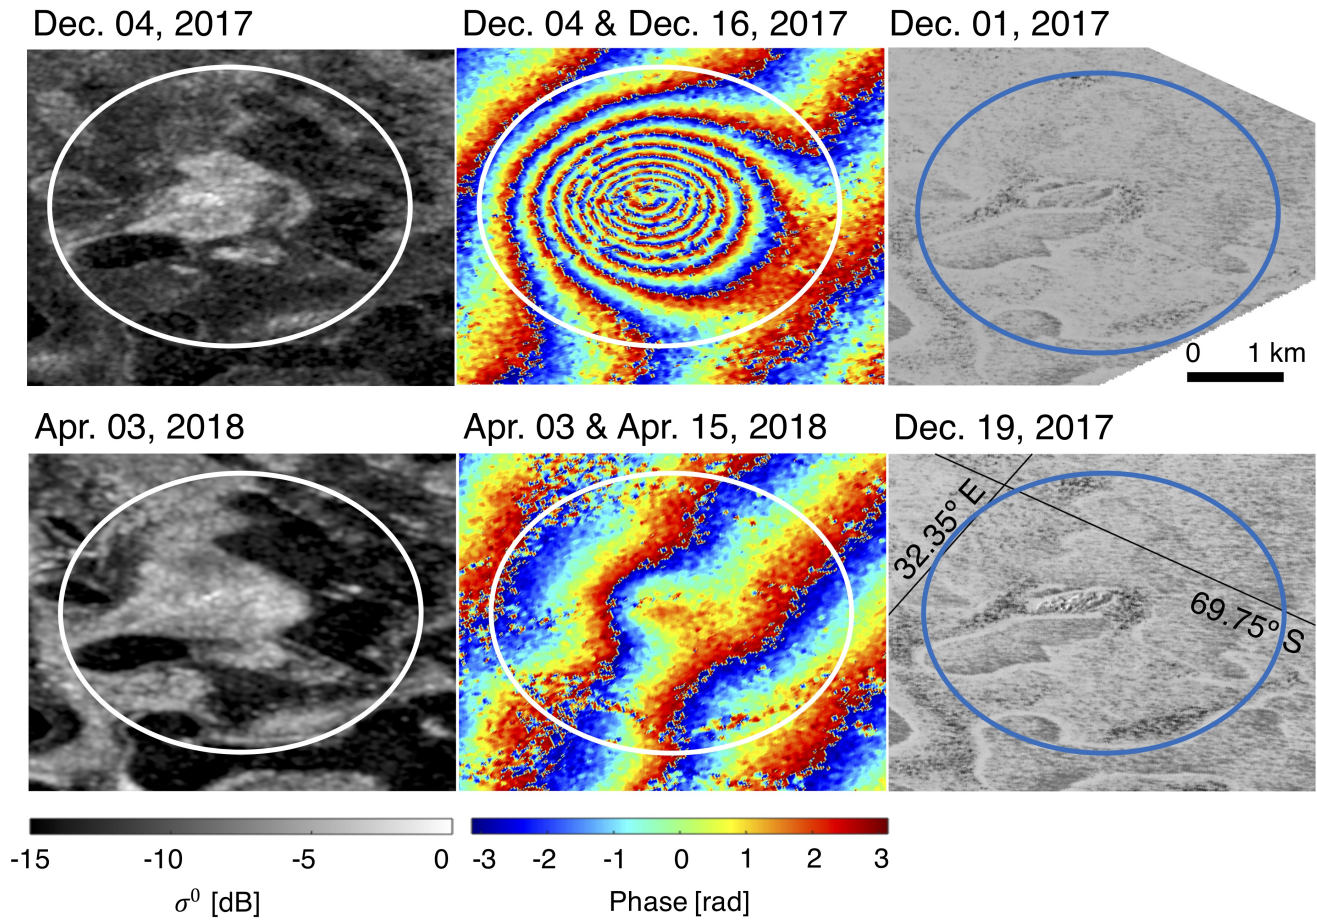 Dec. 04, 2017
Dec. 04 & Dec. 16, 2017
Dec. 01, 2017
0 1 km
Apr. 03, 2018
Apr. 03 & Apr. 15, 2018
Dec. 19, 2017
32.35° E
69.75° S
-15 -10 -5 0
σ⁰ [dB]
-3 -2 -1 0 1 2 3
Phase [rad]